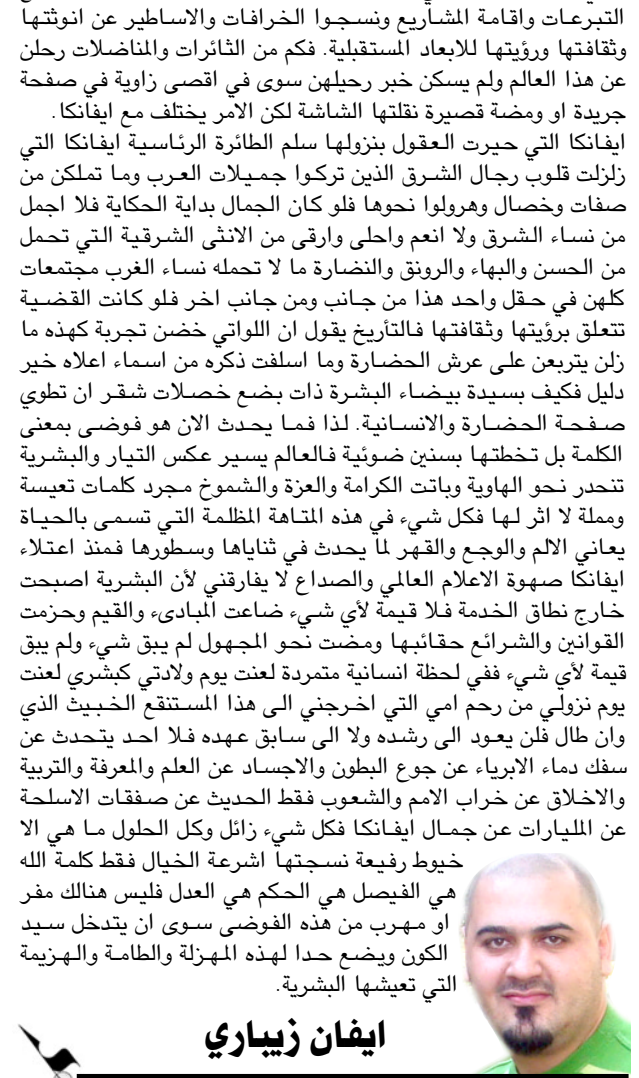 التبرعات واقامة المشاريع ونسجوا الخرافات والاساطير عن انوثتها
وثقافتها ورؤيتها للابعاد المستقبلية. فكم من الثائرات والمناضلات رحلن
عن هذا العالم ولم يسكن خبر رحيلهن سوى في اقصى زاوية في صفحة
جريدة او ومضة قصيرة نقلتها الشاشة لكن الامر يختلف مع ايفانكا.
ايفانكا التي حيرت العقول بنزولها سلم الطائرة الرئاسية ايفانكا التي
زلزلت قلوب رجال الشرق الذين تركوا جميلات العرب وما تملكن من
صفات وخصال وهرولوا نحوها فلو كان الجمال بداية الحكاية فلا اجمل
من نساء الشرق ولا انعم واحلى وارقى من الانثى الشرقية التي تحمل
من الحسن والبهاء والرونق والنضارة ما لا تحمله نساء الغرب مجتمعات
كلهن في حقل واحد هذا من جانب ومن جانب اخر فلو كانت القضية
تتعلق برؤيتها وثقافتها فالتأريخ يقول ان اللواتي خضن تجربة كهذه ما
زلن يتربعن على عرش الحضارة وما اسلفت ذكره من اسماء اعلاه خير
دليل فكيف بسيدة بيضاء البشرة ذات بضع خصلات شقر ان تطوي
صفحة الحضارة والانسانية. لذا فما يحدث الان هو فوضى بمعنى
الكلمة بل تخطتها بسنين ضوئية فالعالم يسير عكس التيار والبشرية
تنحدر نحو الهاوية وباتت الكرامة والعزة والشموخ مجرد كلمات تعيسة
ومملة لا اثر لها فكل شيء في هذه المتاهة المظلمة التي تسمى بالحياة
يعاني الالم والوجع والقهر لما يحدث في ثناياها وسطورها فمنذ اعتلاء
ايفانكا صهوة الاعلام العالمي والصداع لا يفارقني لأن البشرية اصبحت
خارج نطاق الخدمة فلا قيمة لأي شيء ضاعت المبادىء والقيم وحزمت
القوانين والشرائع حقائبها ومضت نحو المجهول لم يبق شيء ولم يبق
قيمة لأي شيء ففي لحظة انسانية متمردة لعنت يوم ولادتي كبشري لعنت
يوم نزولي من رحم امي التي اخرجني الى هذا المستنقع الخبيث الذي
وان طال فلن يعود الى رشده ولا الى سابق عهده فلا احد يتحدث عن
سفك دماء الابرياء عن جوع البطون والاجساد عن العلم والمعرفة والتربية
والاخلاق عن خراب الامم والشعوب فقط الحديث عن صفقات الاسلحة
عن المليارات عن جمال ايفانكا فكل شيء زائل وكل الحلول ما هي الا
خيوط رفيعة نسجتها اشرعة الخيال فقط كلمة الله
هي الفيصل هي الحكم هي العدل فليس هنالك مفر
او مهرب من هذه الفوضى سوى ان يتدخل سيد
الكون ويضع حدا لهذه المهزلة والطامة والهزيمة
التي تعيشها البشرية.
ايفان زيباري